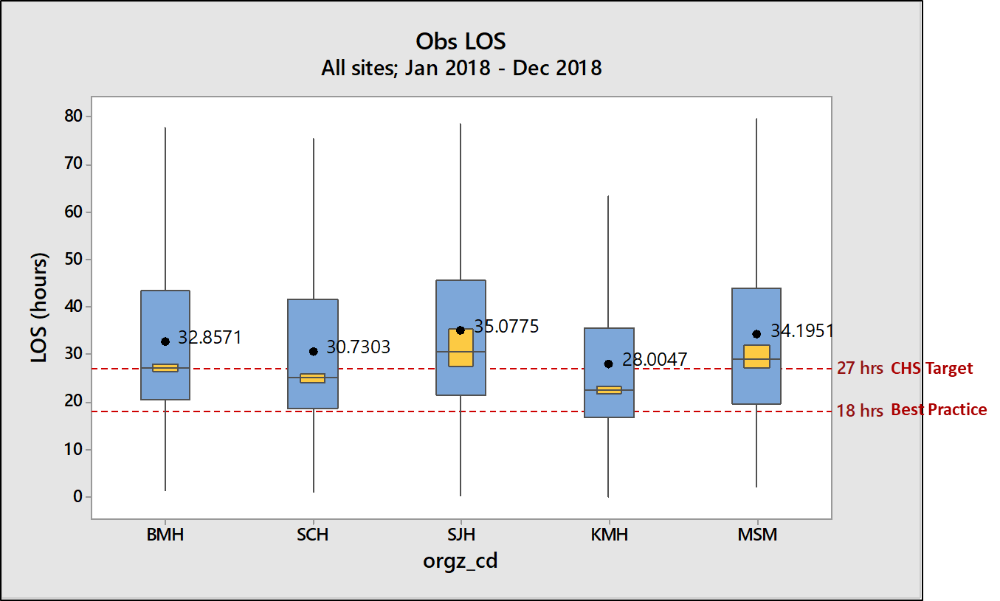 Obs LOS
All sites; Jan 2018 - Dec 2018
LOS (hours)
80
70
60
50
40
30
20
10
0
32.8571
30.7303
35.0775
28.0047
34.1951
27 hrs CHS Target
18 hrs Best Practice
BMH SCH SJH KMH MSM
orgz_cd